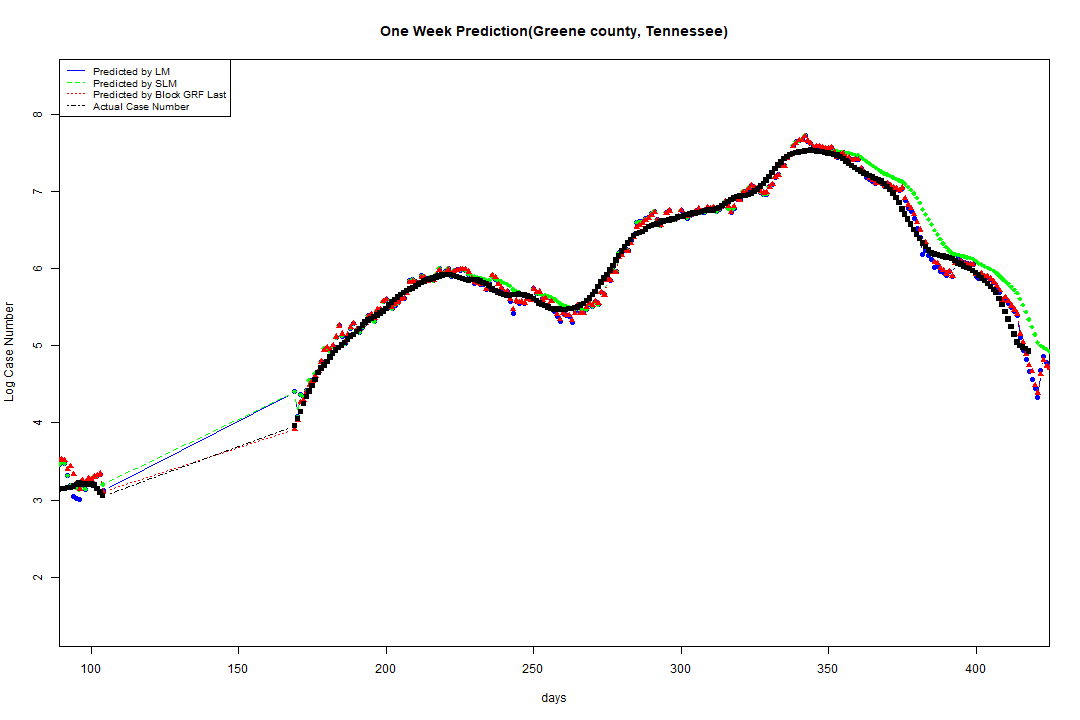 One Week Prediction(Greene county, Tennessee)
Predicted by LM
Predicted by SLM
Predicted by Block GRF Last
Actual Case Number
8
7
6
5
4
3
2
Log Case Number
100 150 200 250 300 350 400
days